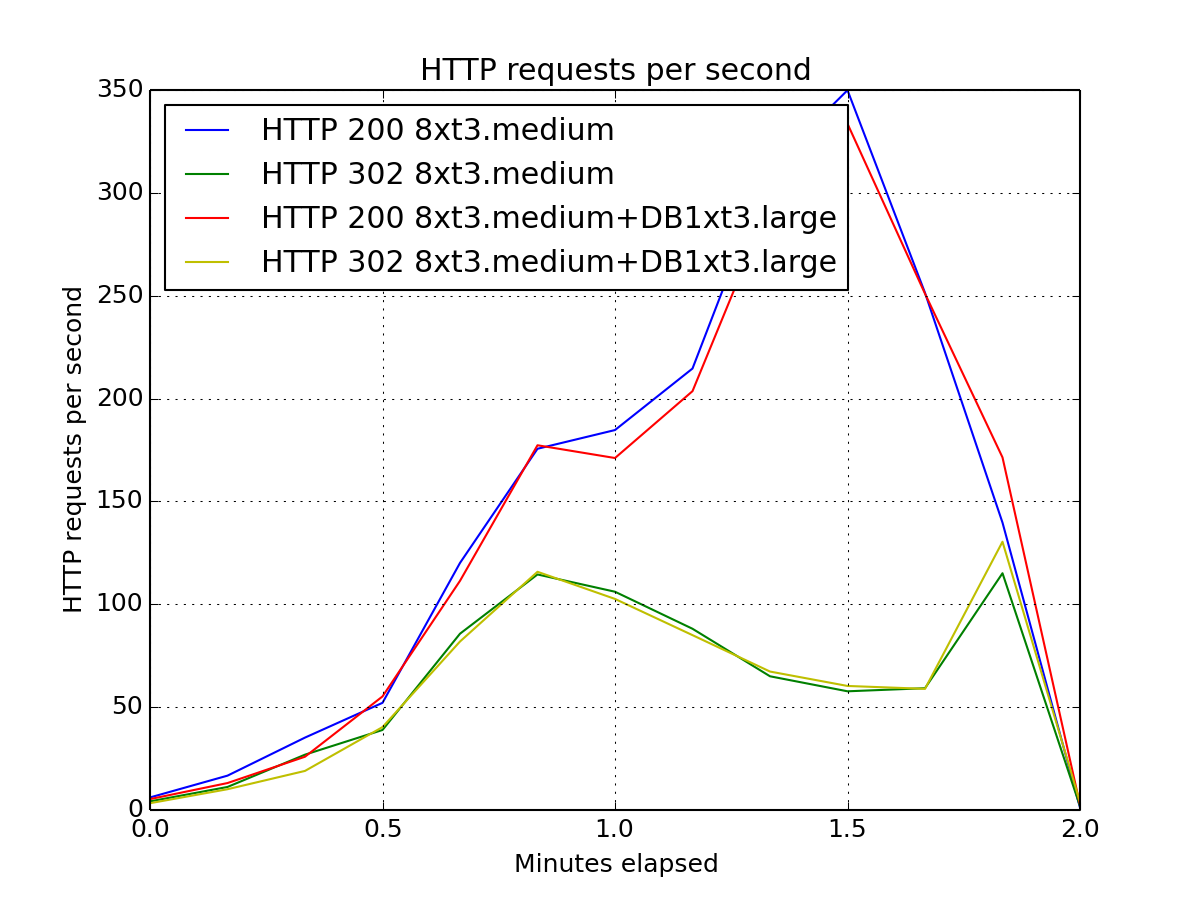 HTTP requests per second
HTTP requests per second
350
300
250
200
150
100
50
0
HTTP 200 8xt3.medium
HTTP 302 8xt3.medium
HTTP 200 8xt3.medium+DB1xt3.large
HTTP 302 8xt3.medium+DB1xt3.large
0.0 0.5 1.0 1.5 2.0
Minutes elapsed